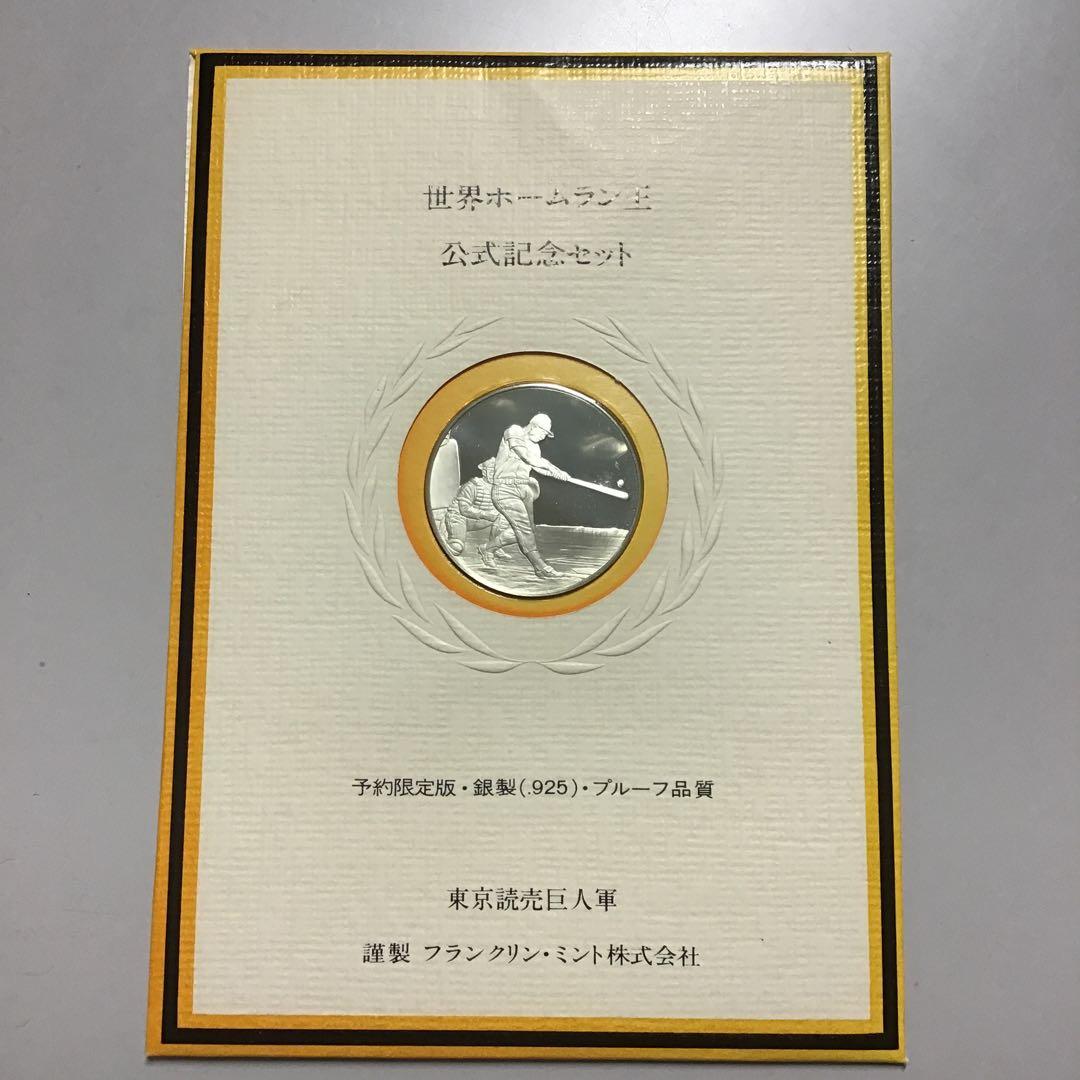 世界ホームラン王
公式記念セット
予約限定版・銀製(.925)・プルーフ品質
東京読売巨人軍
謹製 フランクリン・ミント株式会社